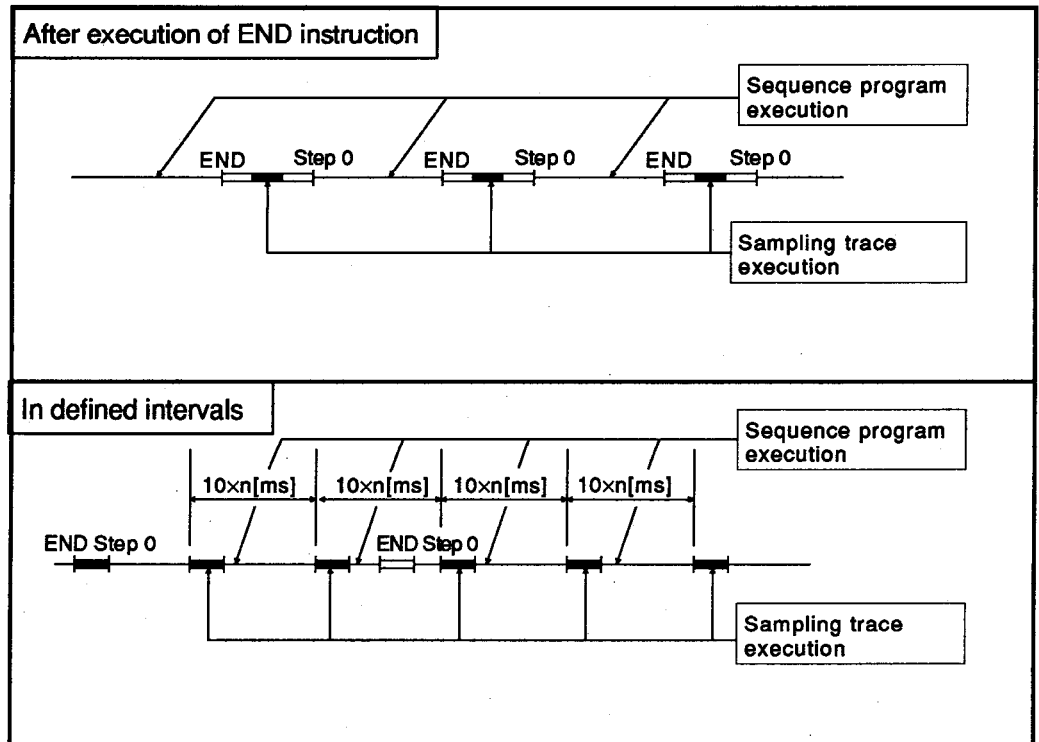 After execution of END instruction
Sequence program
execution
END Step 0 END Step 0 END Step 0
Sampling trace
execution
In defined intervals
Sequence program
execution
10×n[ms] 10×n[ms] 10×n[ms] 10×n[ms]
END Step 0 END Step 0
Sampling trace
execution